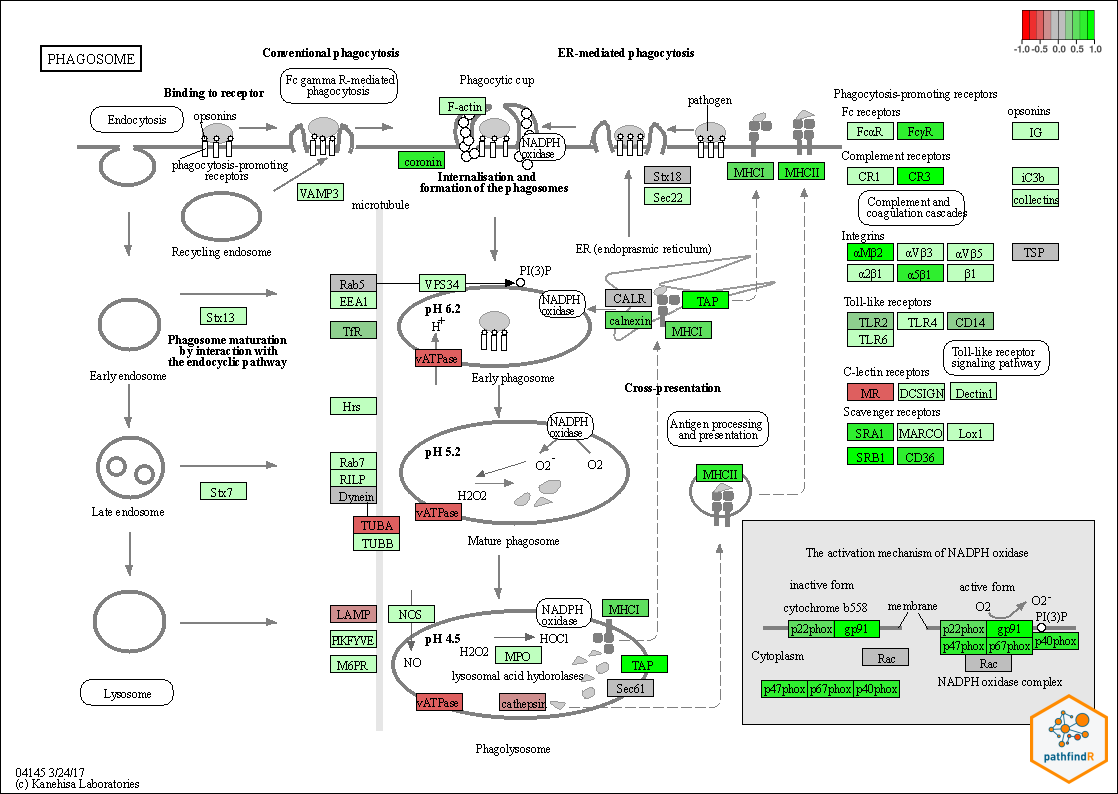 PHAGOSOME
-1.0 -0.5 0.0 0.5 1.0
Conventional phagocytosis
ER-mediated phagocytosis
Fc gamma R-mediated
phagocytosis
Phagocytic cup
Binding to receptor
Endocytosis
opsonins
F-actin
pathogen
NADPH
oxidase
coronin
phagocytosis-promoting
receptors
Internalisation and
formation of the phagosomes
VAMP3
microtubule
Stx18
Sec22
MHCI
MHCII
Recycling endosome
ER (endoprasmic reticulum)
Phagocytosis-promoting receptors
Fc receptors
opsonins
FcαR
FcγR
IG
Complement receptors
CR1
CR3
iC3b
collectins
Complement and
coagulation cascades
Integrins
αMβ2
αVβ3
αVβ5
TSP
α2β1
α5β1
β1
Toll-like receptors
TLR2
TLR4
CD14
TLR6
Toll-like receptor
signaling pathway
C-lectin receptors
MR
DCSIGN
Dectin1
Scavenger receptors
SRA1
MARCO
Lox1
SRB1
CD36
Rab5
EEA1
VPS34
PI(3)P
TfR
pH 6.2
H+
NADPH
oxidase
CALR
calnexin
TAP
MHCI
vATPase
Early phagosome
Stx13
Phagosome maturation
by interaction with
the endocyclic pathway
Early endosome
Cross-presentation
Hrs
Antigen processing
and presentation
NADPH
oxidase
pH 5.2
O2-
O2
H2O2
vATPase
Mature phagosome
Rab7
RILP
Dynein
TUBA
TUBB
Stx7
Late endosome
MHCII
LAMP
PIKFYVE
M6PR
NOS
NO
NADPH
oxidase
MHCI
pH 4.5
HOCl
H2O2
MPO
lysosomal acid hydorolases
TAP
Sec61
vATPase
cathepsin
Phagolysosome
Lysosome
The activation mechanism of NADPH oxidase
inactive form
active form
cytochrome b558
membrane
O2
O2-
PI(3)P
p22phox
gp91
p22phox
gp91
p47phox
p67phox
p40phox
Cytoplasm
Rac
Rac
NADPH oxidase complex
p47phox
p67phox
p40phox
pathfindR
04145 3/24/17
(c) Kanehisa Laboratories